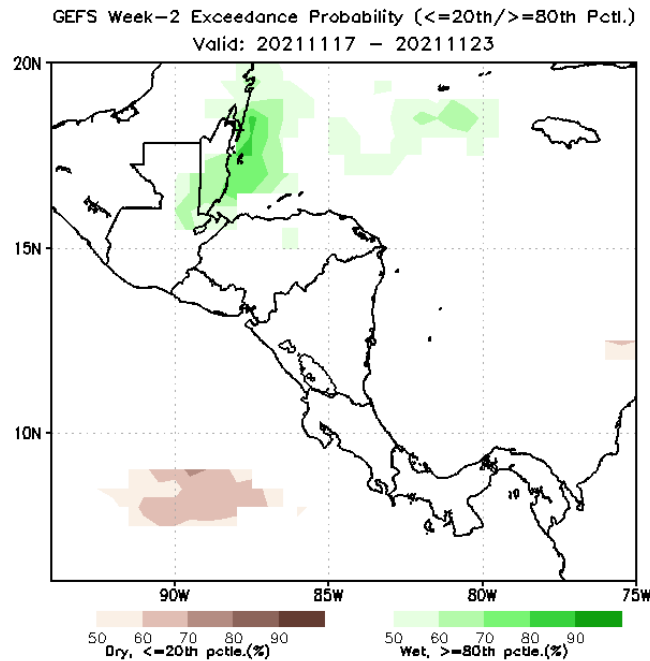 GEFS Week-2 Exceedance Probability (<=20th/>=80th Pctl.)
Valid: 20211117 - 20211123
20N
15N
10N
90W 85W 80W 75W
50 60 70 80 90 50 60 70 80 90
Dry, <=20th pctle.(%) Wet, >=80th pctle.(%)